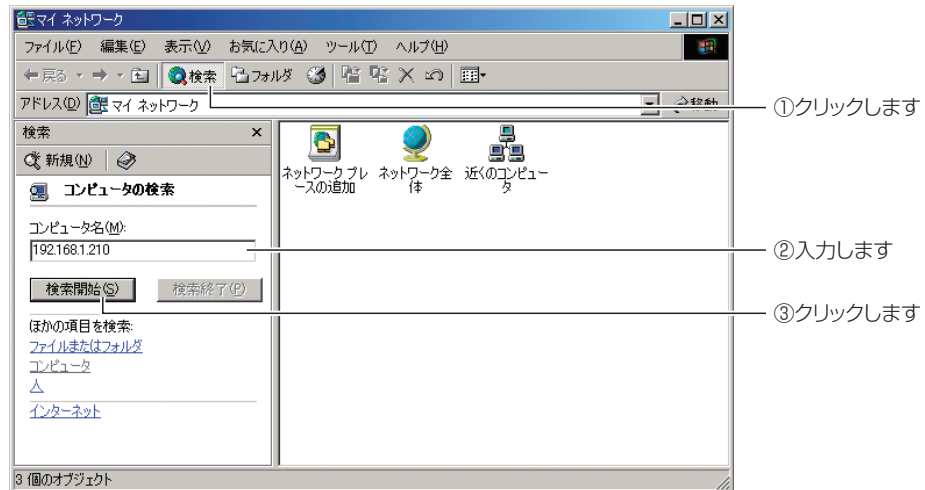 マイ ネットワーク
ファイル(F) 編集(E) 表示(V) お気に入り(A) ツール(T) ヘルプ(H)
戻る 検索 フォルダ
アドレス(D) マイ ネットワーク 移動
①クリックします
検索
新規(N)
コンピュータの検索
コンピュータ名(M):
192.168.1.210
②入力します
検索開始(S) 検索終了(P)
③クリックします
ほかの項目を検索:
ファイルまたはフォルダ
コンピュータ
人
インターネット
ネットワーク プレ
ースの追加
ネットワーク全
体
近くのコンピュー
タ
3 個のオブジェクト